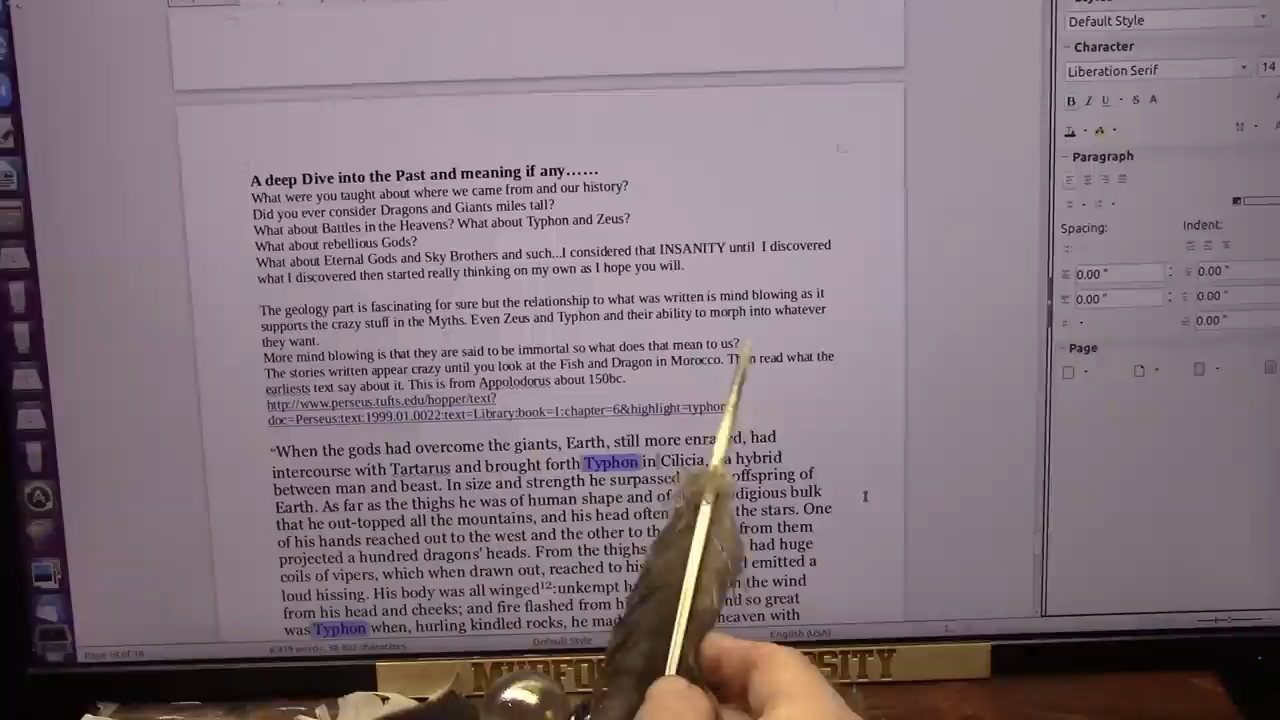 Default Style
Character
Liberation Serif 14
B I U S A
Paragraph
Spacing: Indent:
0.00 " 0.00 "
0.00 " 0.00 "
0.00 "
Page
A deep Dive into the Past and meaning if any……
What were you taught about where we came from and our history?
Did you ever consider Dragons and Giants miles tall?
What about Battles in the Heavens? What about Typhon and Zeus?
What about rebellious Gods?
What about Eternal Gods and Sky Brothers and such...I considered that INSANITY until I discovered
what I discovered then started really thinking on my own as I hope you will.
The geology part is fascinating for sure but the relationship to what was written is mind blowing as it
supports the crazy stuff in the Myths. Even Zeus and Typhon and their ability to morph into whatever
they want.
More mind blowing is that they are said to be immortal so what does that mean to us?
The stories written appear crazy until you look at the Fish and Dragon in Morocco. read what the
earliests text say about it. This is from Appolodorus about 150bc.
http://www.perseus.tufts.edu/hopper/text?
doc=Perseus:text:1999.01.0022:text=Library:book=1:chapter=6&highlight=typhon
“When the gods had overcome the giants, Earth, still more had
intercourse with Tartarus and brought forth Typhon in Cilicia, a hybrid
between man and beast. In size and strength he surpassed offspring of
Earth. As far as the thighs he was of human shape and of bulk
that he out-topped all the mountains, and his head often the stars. One
of his hands reached out to the west and the other to the from them
projected a hundred dragons' heads. From the thighs had huge
coils of vipers, which when drawn out, reached to his emitted a
loud hissing. His body was all winged12:unkempt the wind
from his head and cheeks; and fire flashed from and so great
was Typhon when, hurling kindled rocks, he made heaven with
Default Style English (USA)